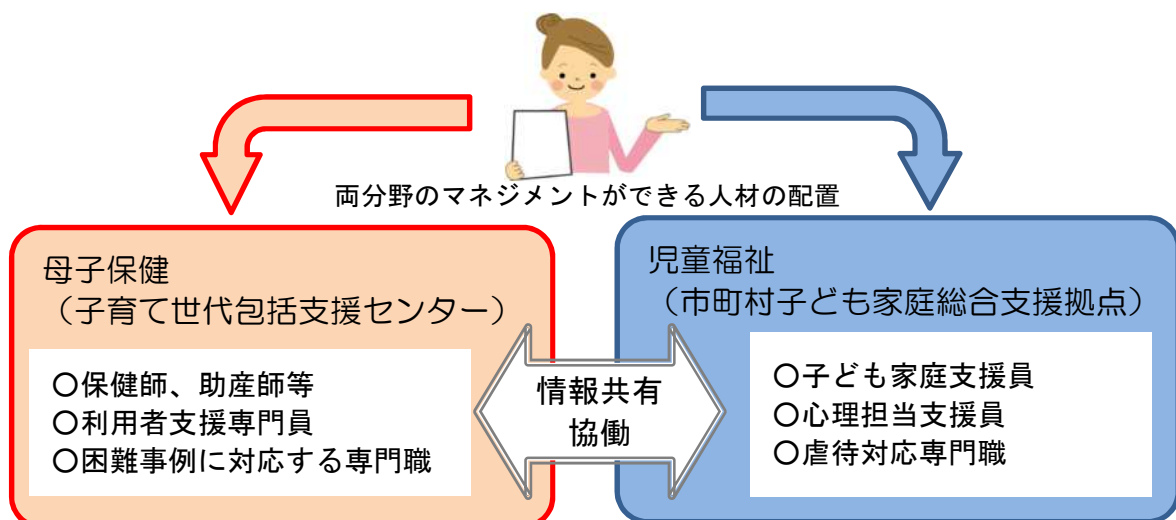 両分野のマネジメントができる人材の配置
母子保健
（子育て世代包括支援センター）
〇保健師、助産師等
〇利用者支援専門員
〇困難事例に対応する専門職
情報共有
協働
児童福祉
（市町村子ども家庭総合支援拠点）
〇子ども家庭支援員
〇心理担当支援員
〇虐待対応専門職